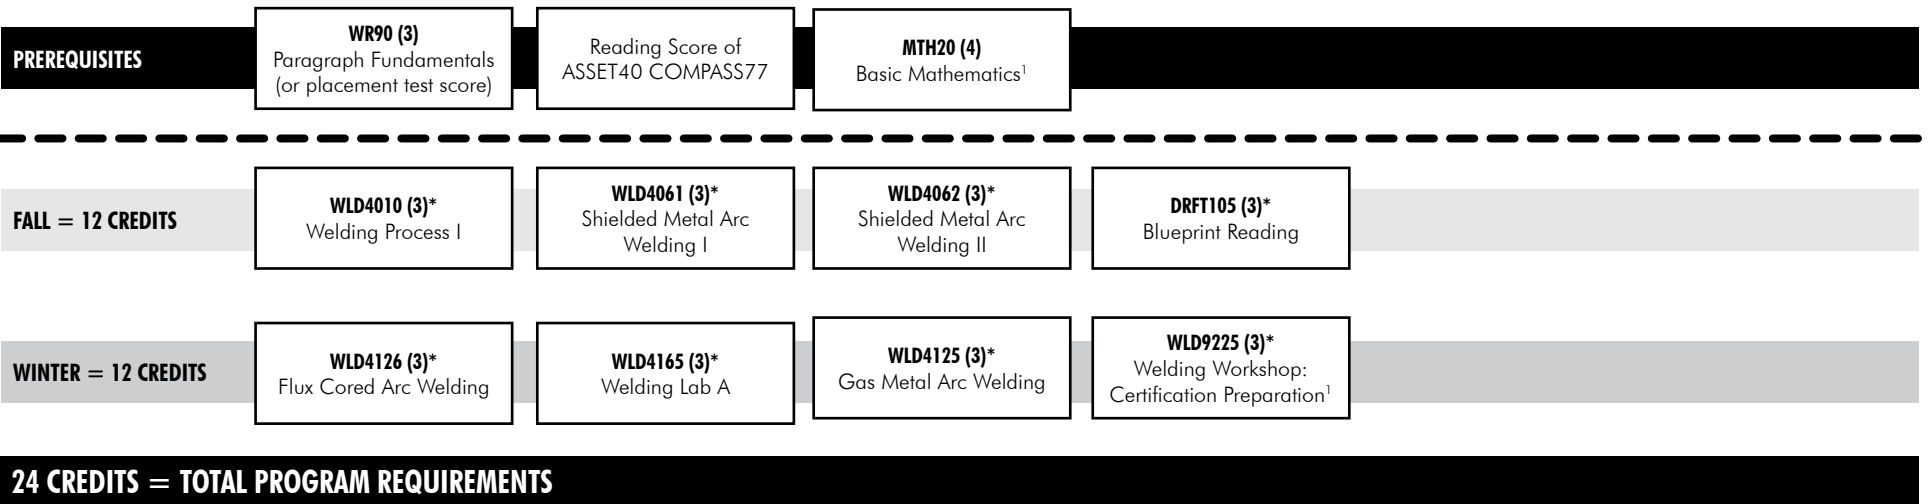 PREREQUISITES
WR90 (3)
Paragraph Fundamentals
(or placement test score)
Reading Score of
ASSET40 COMPASS77
MTH20 (4)
Basic Mathematics¹
FALL = 12 CREDITS
WLD4010 (3)*
Welding Process I
WLD4061 (3)*
Shielded Metal Arc
Welding I
WLD4062 (3)*
Shielded Metal Arc
Welding II
DRFT105 (3)*
Blueprint Reading
WINTER = 12 CREDITS
WLD4126 (3)*
Flux Cored Arc Welding
WLD4165 (3)*
Welding Lab A
WLD4125 (3)*
Gas Metal Arc Welding
WLD9225 (3)*
Welding Workshop:
Certification Preparation¹
24 CREDITS = TOTAL PROGRAM REQUIREMENTS